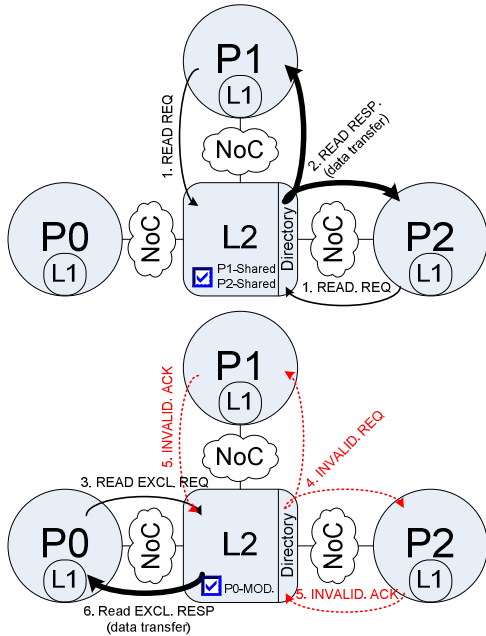 P1
L1
1. READ REQ
2. READ RESP.
(data transfer)
NoC
P0
L1
NoC
L2
Directory
P1-Shared
P2-Shared
NoC
P2
L1
1. READ. REQ
P1
L1
5. INVALID. ACK
4. INVALID. REQ
NoC
3. READ EXCL. REQ
P0
L1
NoC
L2
Directory
P0-MOD.
NoC
P2
L1
5. INVALID. ACK
6. Read EXCL. RESP
(data transfer)